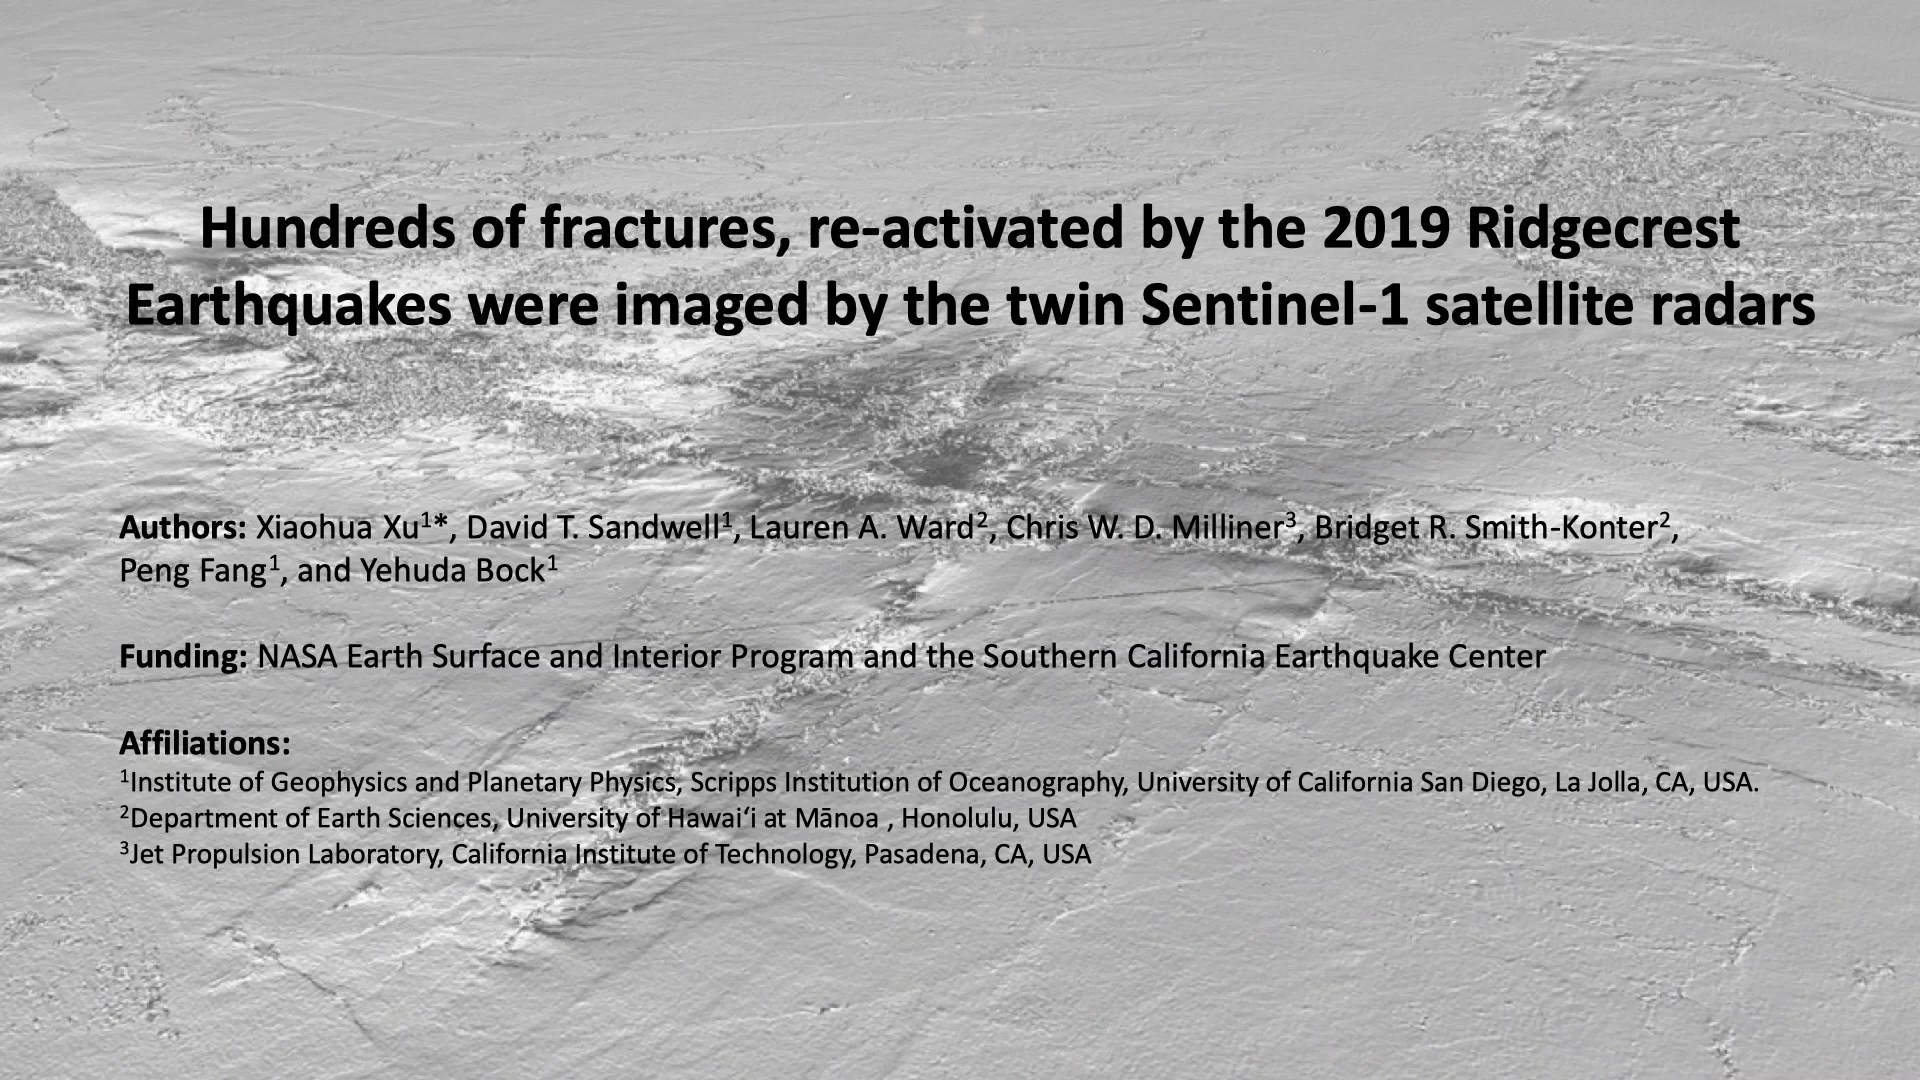 Hundreds of fractures, re-activated by the 2019 Ridgecrest
Earthquakes were imaged by the twin Sentinel-1 satellite radars
Authors: Xiaohua Xu¹*, David T. Sandwell¹, Lauren A. Ward², Chris W. D. Milliner³, Bridget R. Smith-Konter²,
Peng Fang¹, and Yehuda Bock¹
Funding: NASA Earth Surface and Interior Program and the Southern California Earthquake Center
Affiliations:
¹Institute of Geophysics and Planetary Physics, Scripps Institution of Oceanography, University of California San Diego, La Jolla, CA, USA.
²Department of Earth Sciences, University of Hawaiʻi at Mānoa , Honolulu, USA
³Jet Propulsion Laboratory, California Institute of Technology, Pasadena, CA, USA